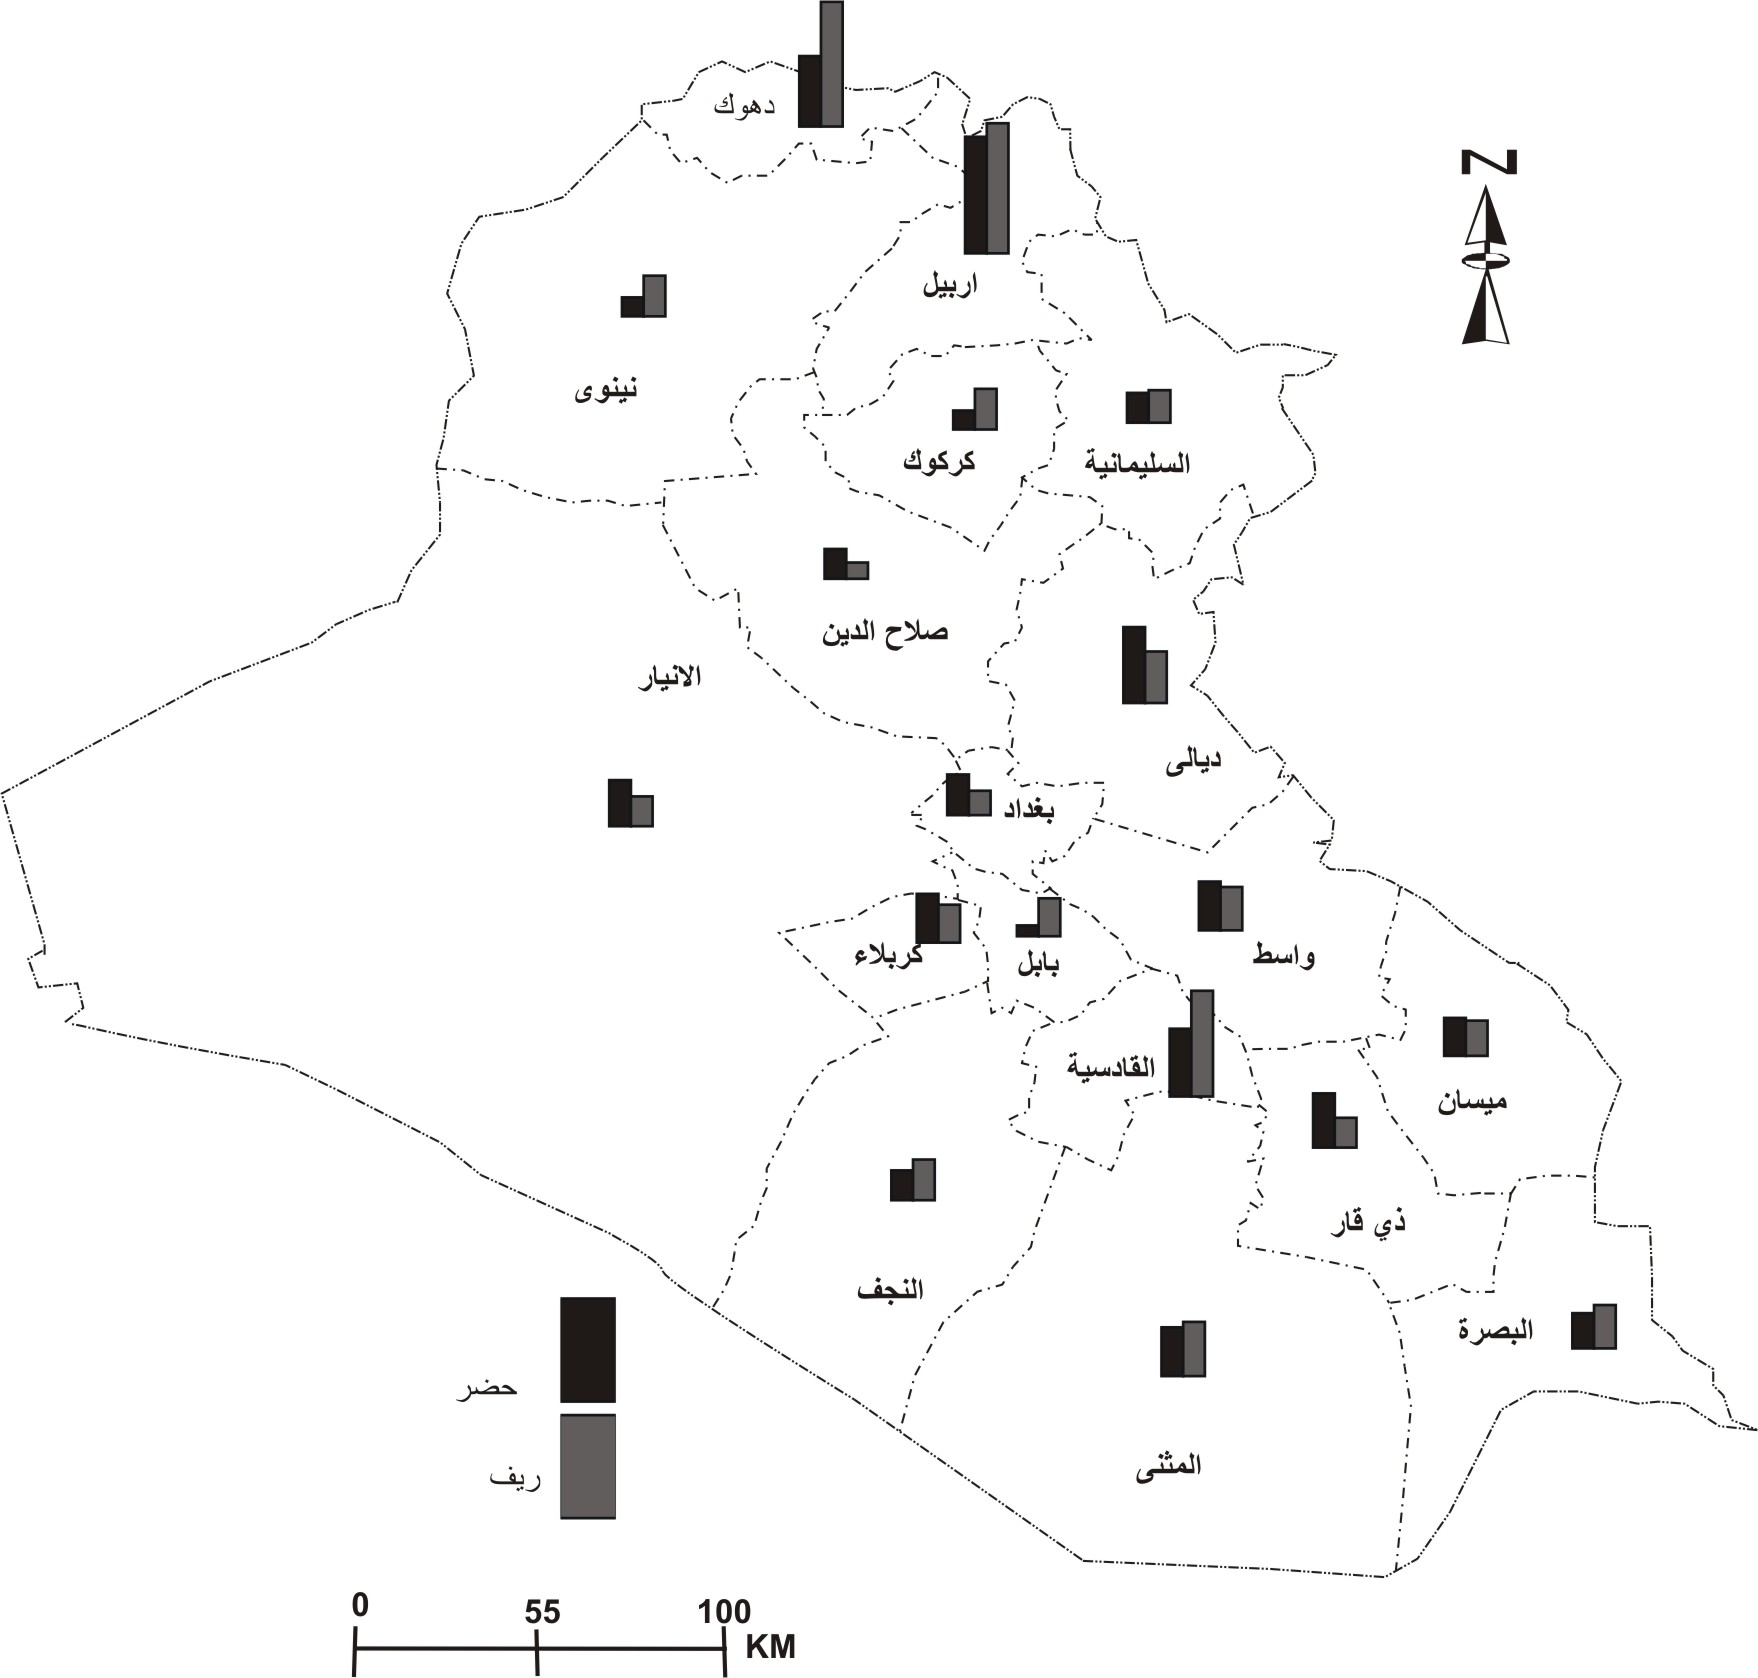 دهوك
N
اربيل
نينوى
كركوك
السليمانية
صلاح الدين
الانيار
ديالى
بغداد
كربلاء
بابل
واسط
القادسية
ميسان
ذي قار
النجف
البصرة
حضر
المثنى
ريف
0 55 100
KM